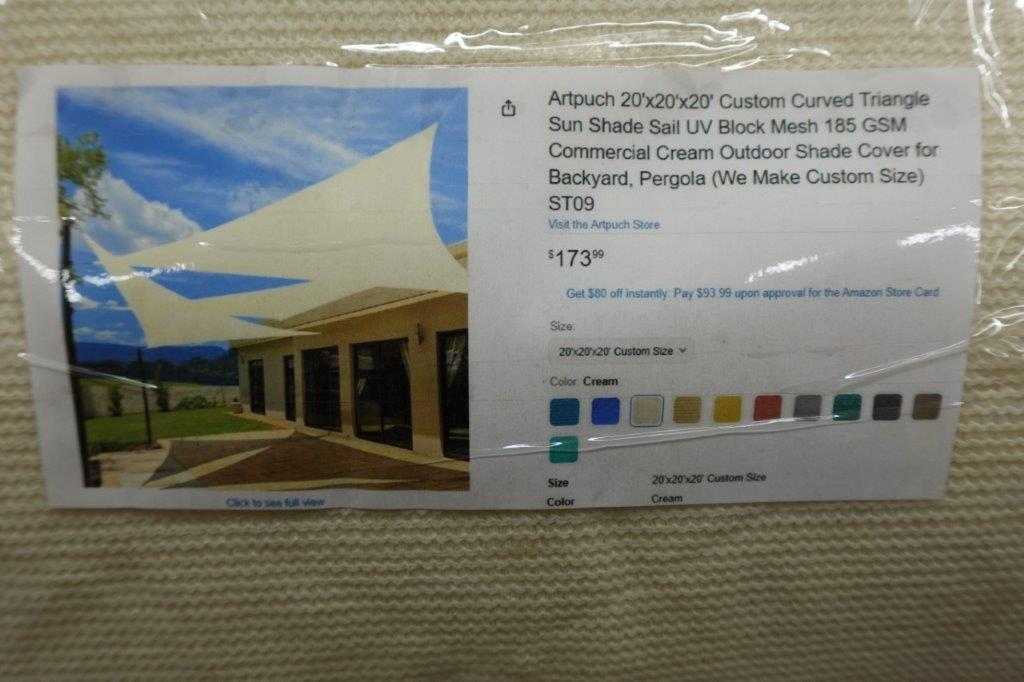 Artpuch 20'x20'x20' Custom Curved Triangle
Sun Shade Sail UV Block Mesh 185 GSM
Commercial Cream Outdoor Shade Cover for
Backyard, Pergola (We Make Custom Size)
ST09
Visit the Artpuch Store
$173.99
Get $80 off instantly: Pay $93.99 upon approval for the Amazon Store Card.
Size:
20'x20'x20' Custom Size
Color: Cream
Size 20'x20'x20' Custom Size
Color Cream
Click to see full view